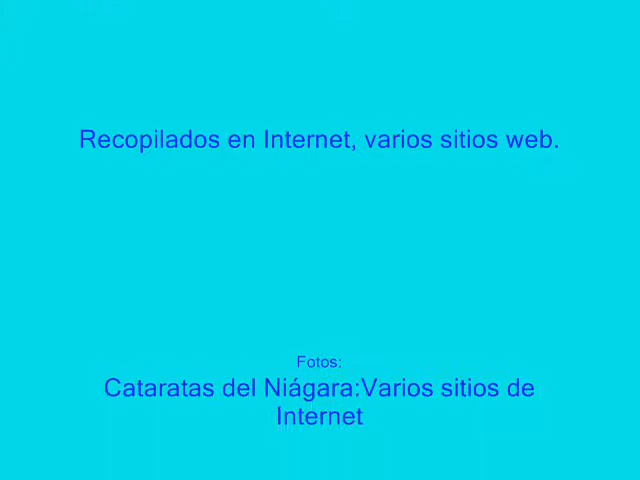 Recopilados en Internet, varios sitios web.
Fotos:
Cataratas del Niágara:Varios sitios de
Internet